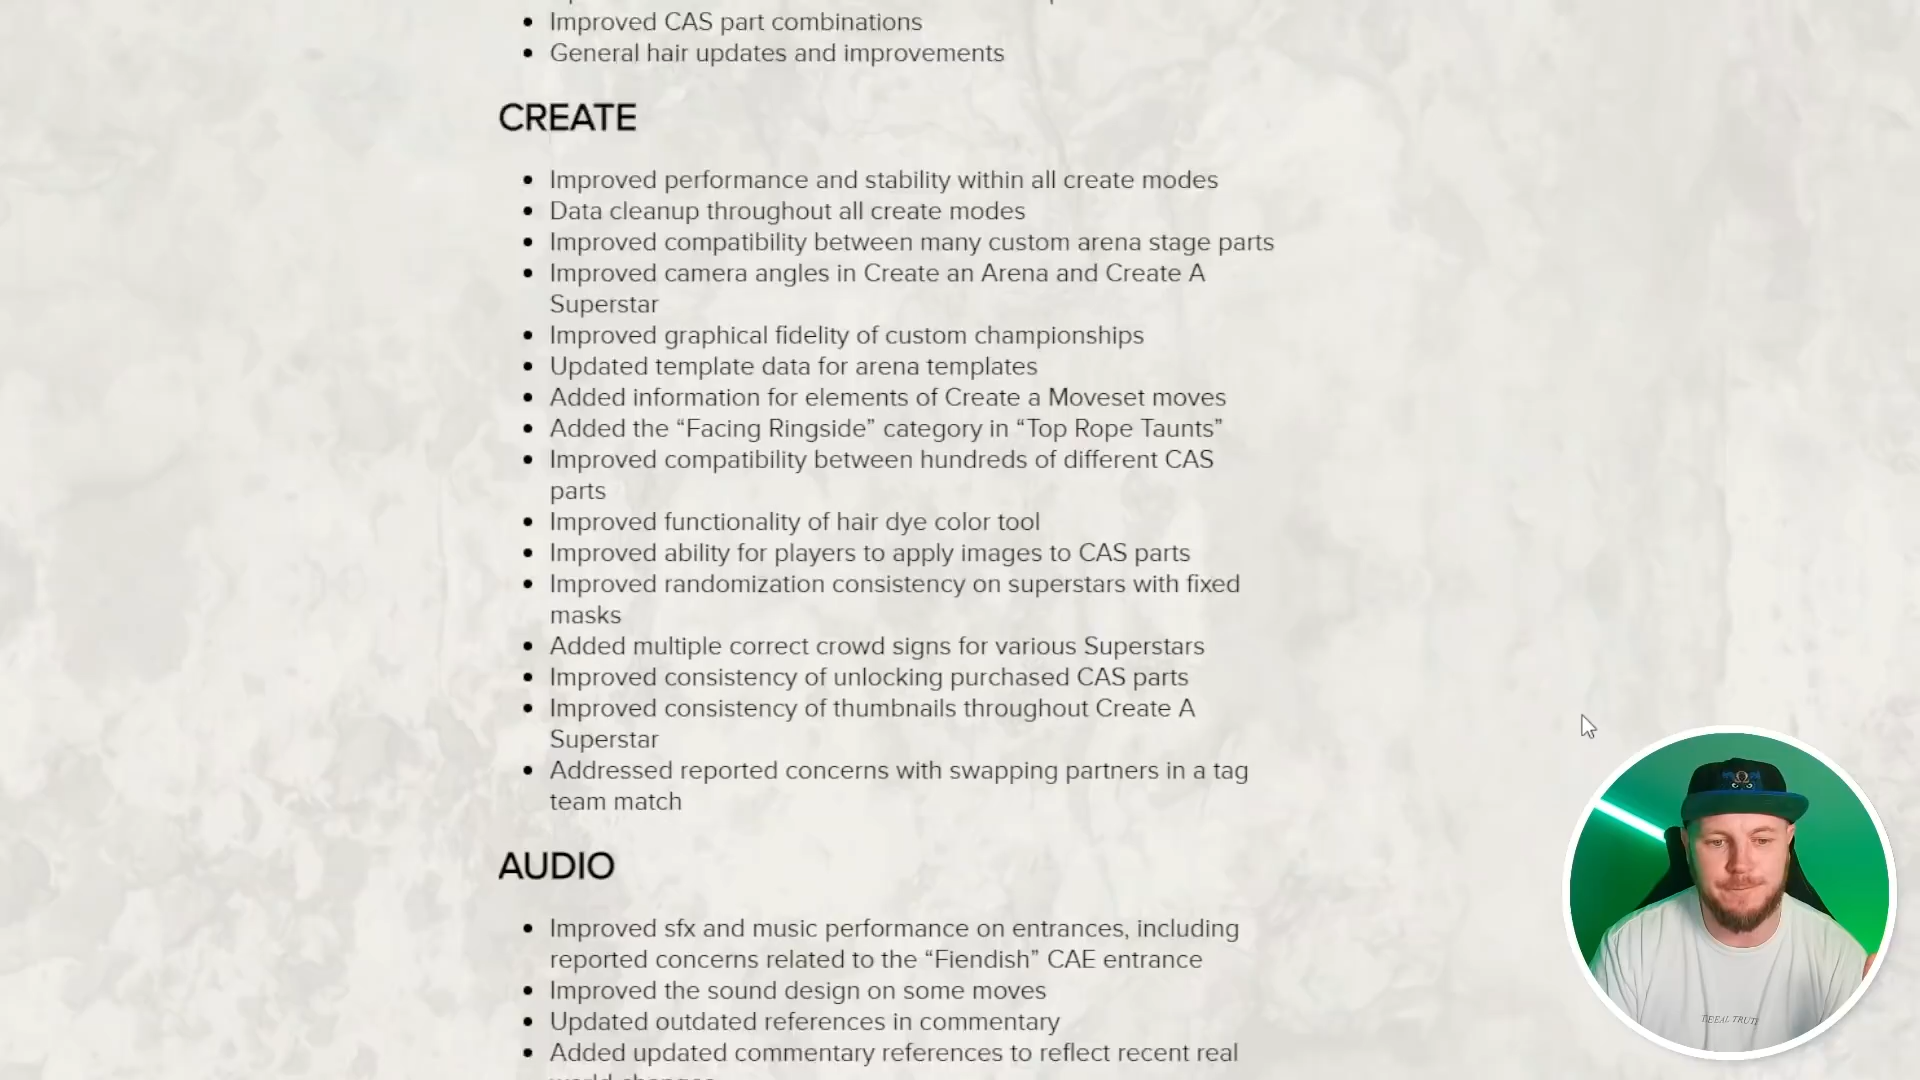 Improved CAS part combinations
General hair updates and improvements
CREATE
Improved performance and stability within all create modes
Data cleanup throughout all create modes
Improved compatibility between many custom arena stage parts
Improved camera angles in Create an Arena and Create A
Superstar
Improved graphical fidelity of custom championships
Updated template data for arena templates
Added information for elements of Create a Moveset moves
Added the “Facing Ringside” category in “Top Rope Taunts”
Improved compatibility between hundreds of different CAS
parts
Improved functionality of hair dye color tool
Improved ability for players to apply images to CAS parts
Improved randomization consistency on superstars with fixed
masks
Added multiple correct crowd signs for various Superstars
Improved consistency of unlocking purchased CAS parts
Improved consistency of thumbnails throughout Create A
Superstar
Addressed reported concerns with swapping partners in a tag
team match
AUDIO
Improved sfx and music performance on entrances, including
reported concerns related to the “Fiendish” CAE entrance
Improved the sound design on some moves
Updated outdated references in commentary
Added updated commentary references to reflect recent real